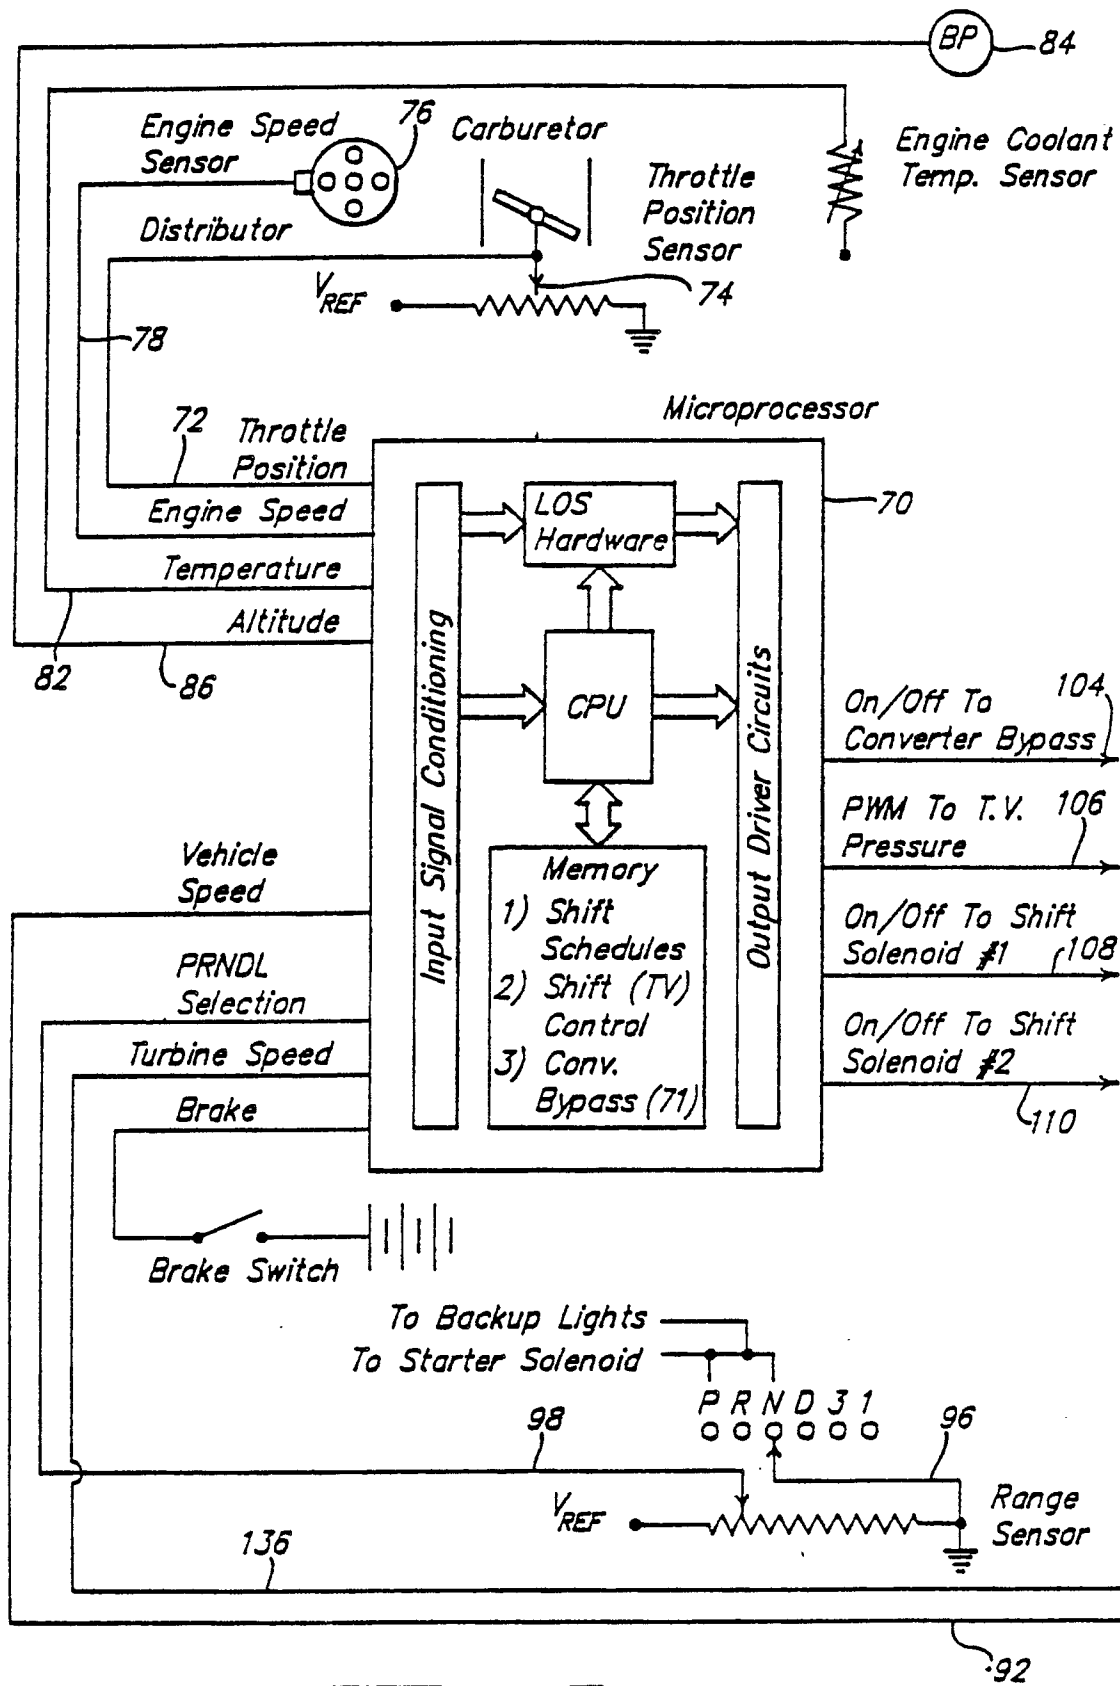 BP
84
Engine Speed
Sensor
76
Carburetor
Engine Coolant
Temp. Sensor
Throttle
Position
Sensor
Distributor
VREF
74
78
Microprocessor
72
Throttle
Position
Engine Speed
Temperature
Altitude
82
86
70
LOS
Hardware
CPU
Input Signal Conditioning
Output Driver Circuits
Memory
1) Shift
Schedules
2) Shift (TV)
Control
3) Conv.
Bypass (71)
On/Off To
Converter Bypass
104
PWM To T.V.
Pressure
106
On/Off To Shift
Solenoid #1
108
On/Off To Shift
Solenoid #2
110
Vehicle
Speed
PRNDL
Selection
Turbine Speed
Brake
Brake Switch
To Backup Lights
To Starter Solenoid
P R N D 3 1
98
96
VREF
Range
Sensor
136
92